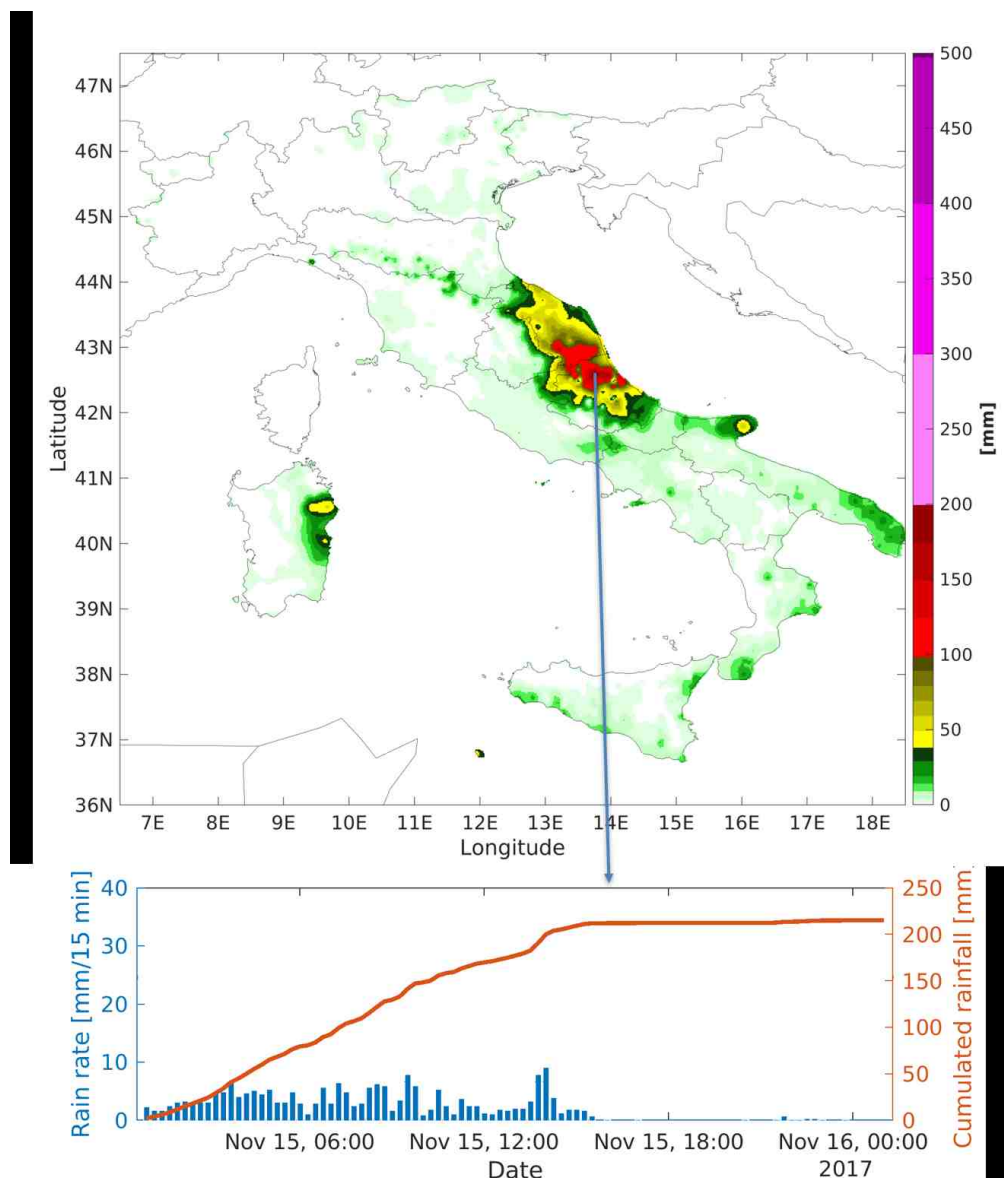 47N
46N
45N
44N
43N
42N
41N
40N
39N
38N
37N
36N
Latitude
7E 8E 9E 10E 11E 12E 13E 14E 15E 16E 17E 18E
Longitude
500
450
400
350
300
250
200
150
100
50
0
[mm]
40
30
20
10
0
Rain rate [mm/15 min]
250
200
150
100
50
0
Cumulated rainfall [mm]
Nov 15, 06:00 Nov 15, 12:00 Nov 15, 18:00 Nov 16, 00:00
Date 2017